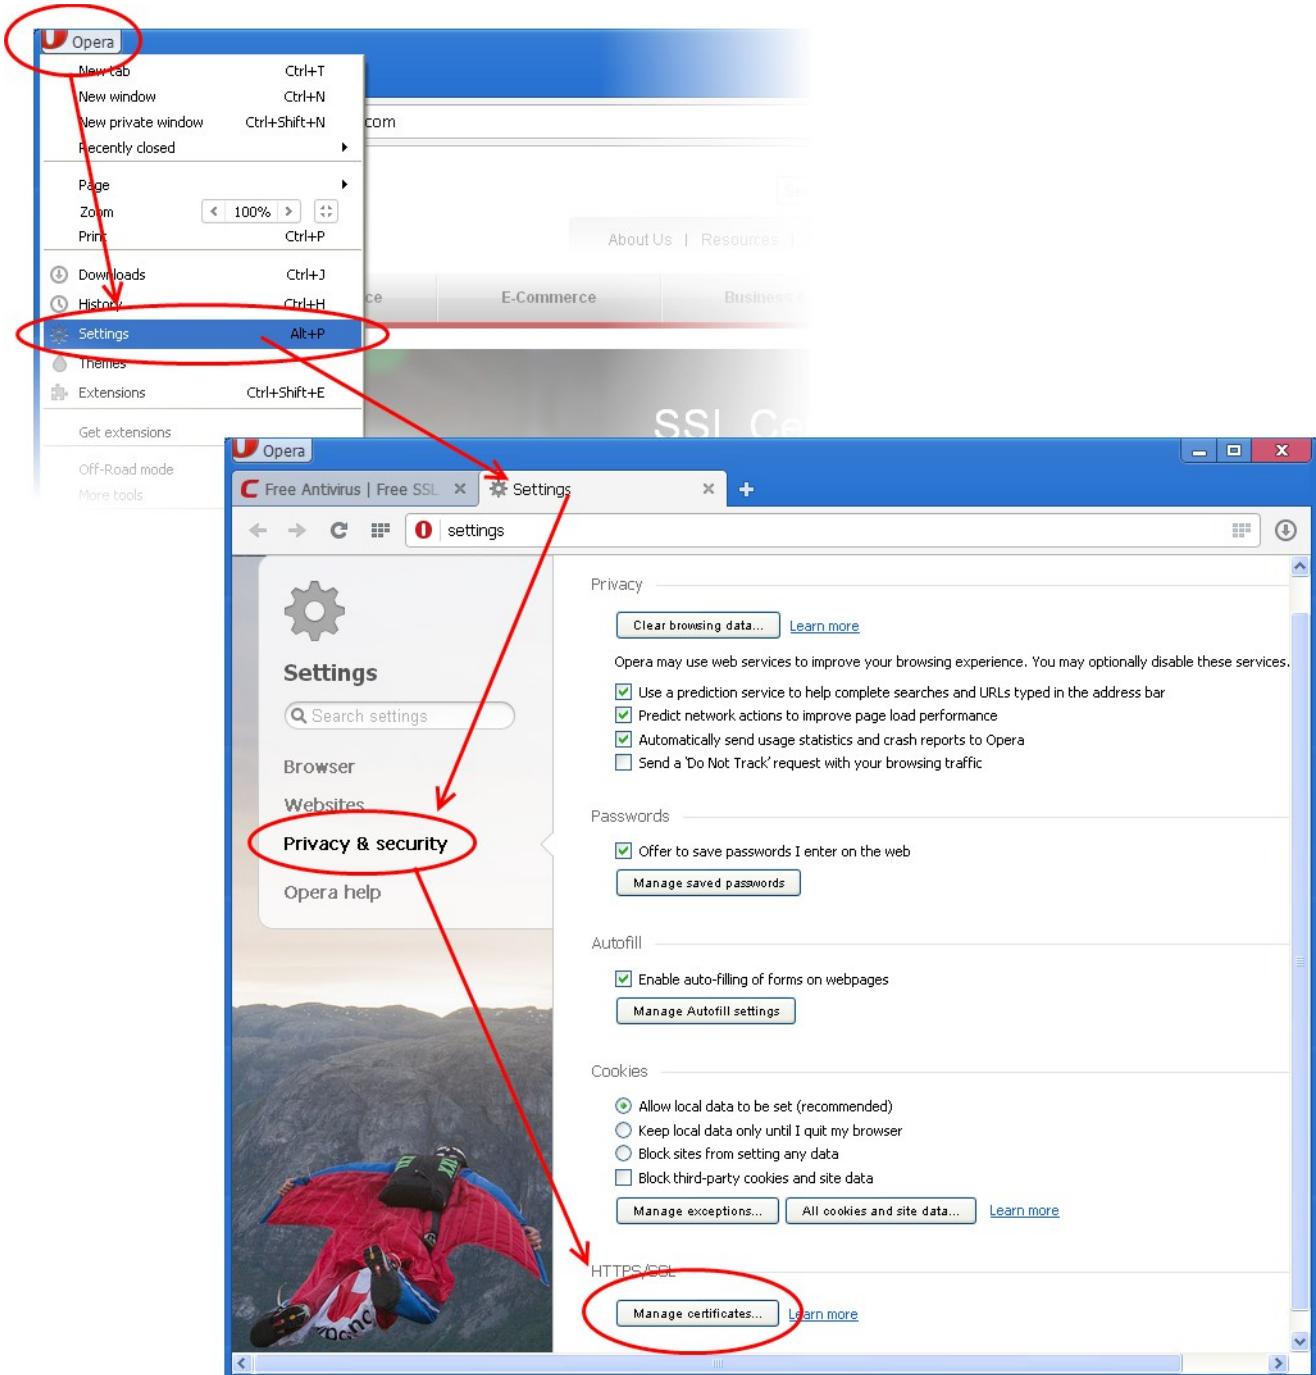 Opera
New tab Ctrl+T
New window Ctrl+N
New private window Ctrl+Shift+N
Recently closed
Page
Zoom 100%
Print Ctrl+P
Downloads Ctrl+J
History Ctrl+H
Settings Alt+P
Themes
Extensions Ctrl+Shift+E
Get extensions
Off-Road mode
More tools
com
About Us | Resources |
ce E-Commerce Business
SSL Ce
Opera
Free Antivirus | Free SSL
Settings
settings
Settings
Search settings
Browser
Websites
Privacy & security
Opera help
Privacy
Clear browsing data... Learn more
Opera may use web services to improve your browsing experience. You may optionally disable these services.
Use a prediction service to help complete searches and URLs typed in the address bar
Predict network actions to improve page load performance
Automatically send usage statistics and crash reports to Opera
Send a 'Do Not Track' request with your browsing traffic
Passwords
Offer to save passwords I enter on the web
Manage saved passwords
Autofill
Enable auto-filling of forms on webpages
Manage Autofill settings
Cookies
Allow local data to be set (recommended)
Keep local data only until I quit my browser
Block sites from setting any data
Block third-party cookies and site data
Manage exceptions... All cookies and site data... Learn more
HTTPS/SSL
Manage certificates... Learn more